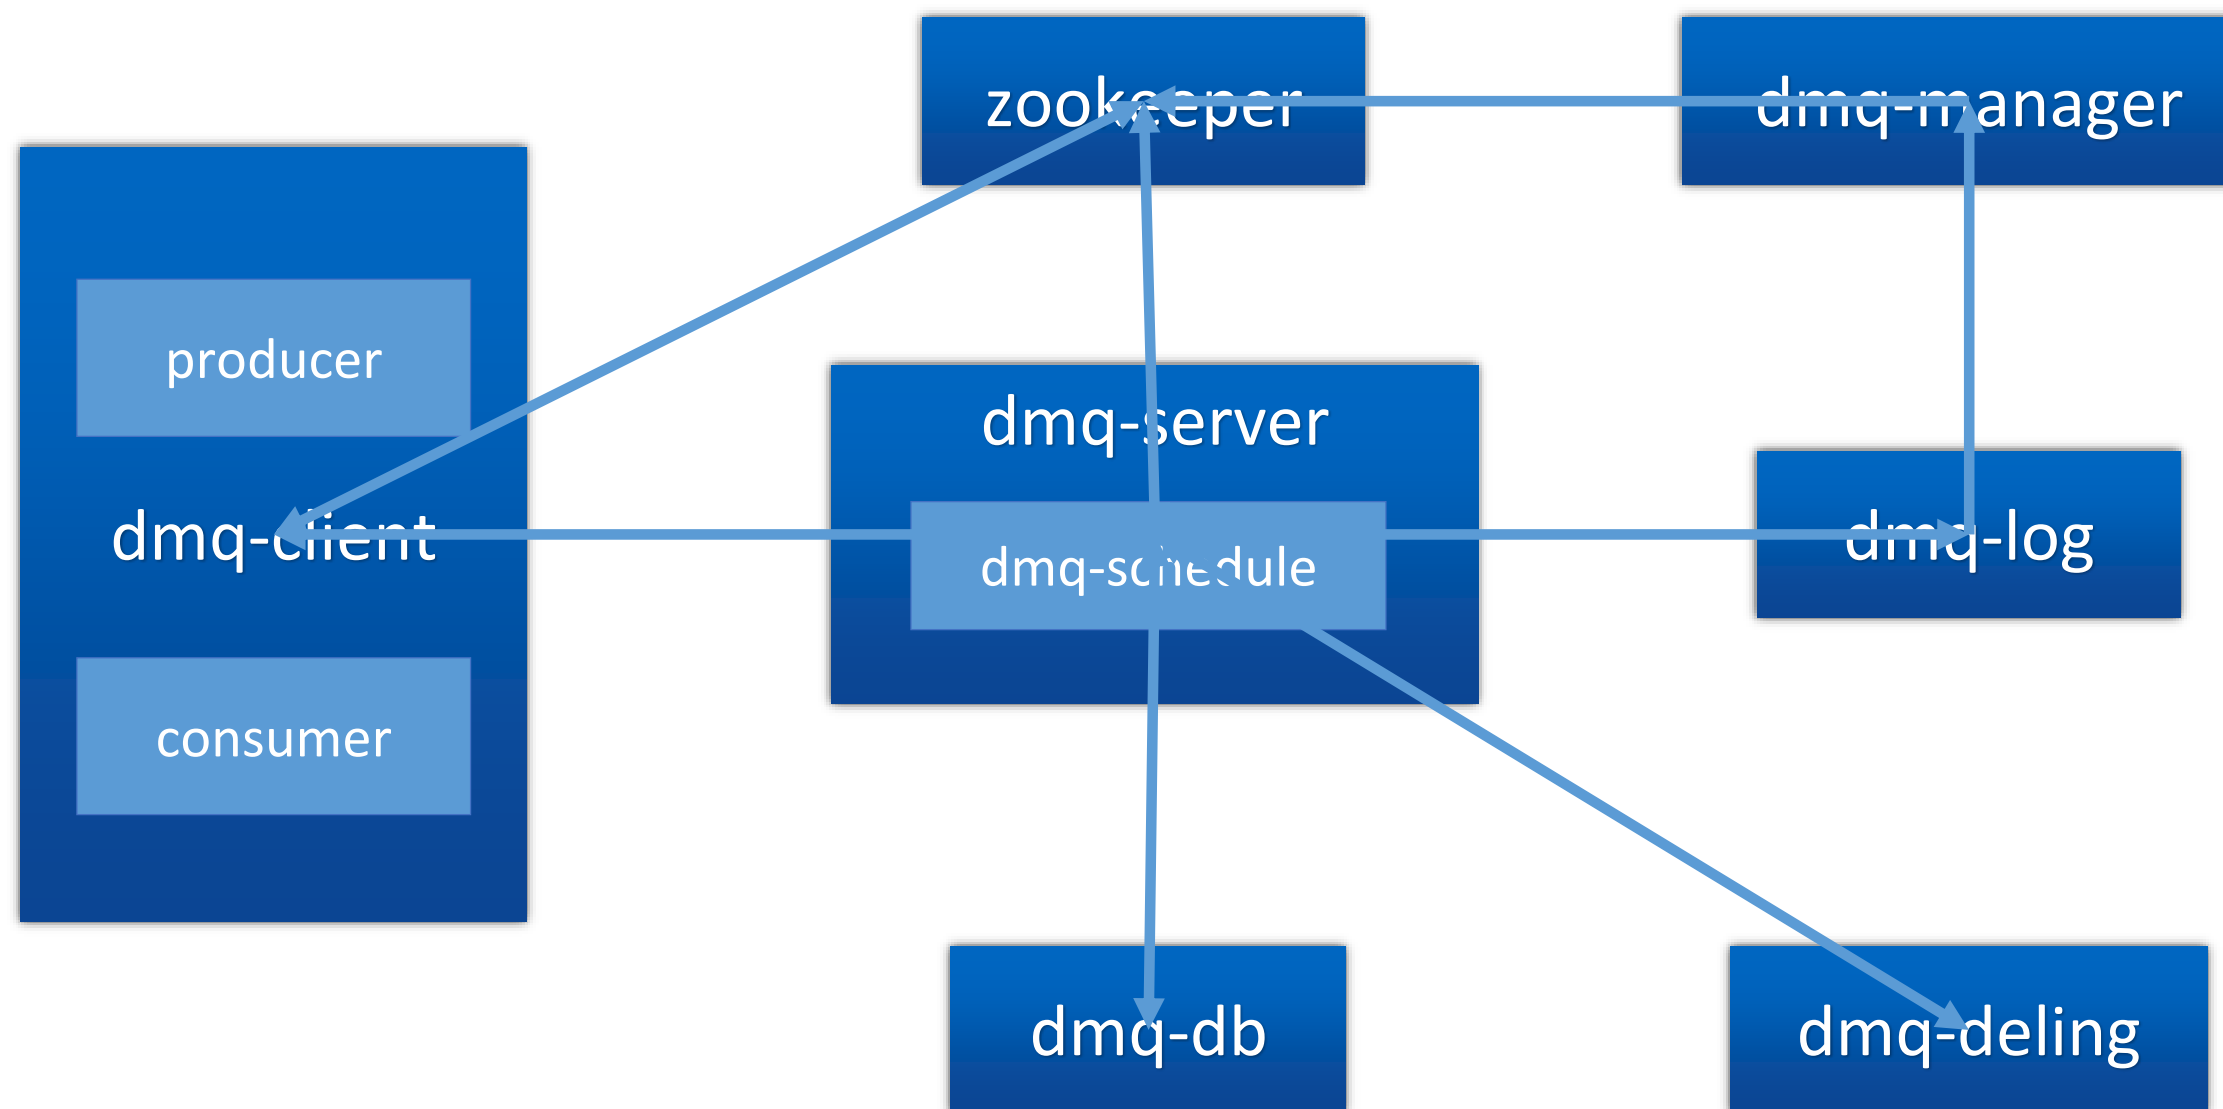 zookeeper
dmq-manager
producer
dmq-server
dmq-client
dmq-schedule
dmq-log
consumer
dmq-db
dmq-deling